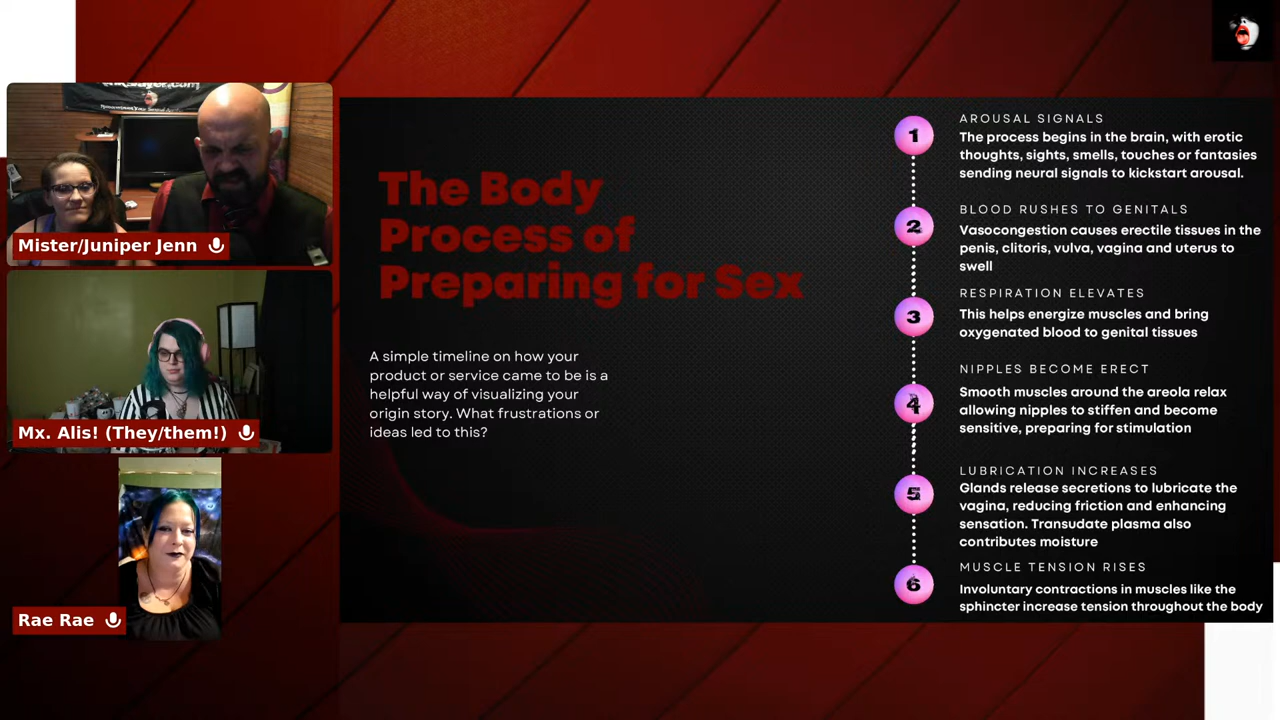 Mister/Juniper Jenn
Mx. Alis! (They/them!)
Rae Rae
The Body
Process of
Preparing for Sex
A simple timeline on how your
product or service came to be is a
helpful way of visualizing your
origin story. What frustrations or
ideas led to this?
1
AROUSAL SIGNALS
The process begins in the brain, with erotic
thoughts, sights, smells, touches or fantasies
sending neural signals to kickstart arousal.
2
BLOOD RUSHES TO GENITALS
Vasocongestion causes erectile tissues in the
penis, clitoris, vulva, vagina and uterus to
swell
3
RESPIRATION ELEVATES
This helps energize muscles and bring
oxygenated blood to genital tissues
4
NIPPLES BECOME ERECT
Smooth muscles around the areola relax
allowing nipples to stiffen and become
sensitive, preparing for stimulation
5
LUBRICATION INCREASES
Glands release secretions to lubricate the
vagina, reducing friction and enhancing
sensation. Transudate plasma also
contributes moisture
6
MUSCLE TENSION RISES
Involuntary contractions in muscles like the
sphincter increase tension throughout the body